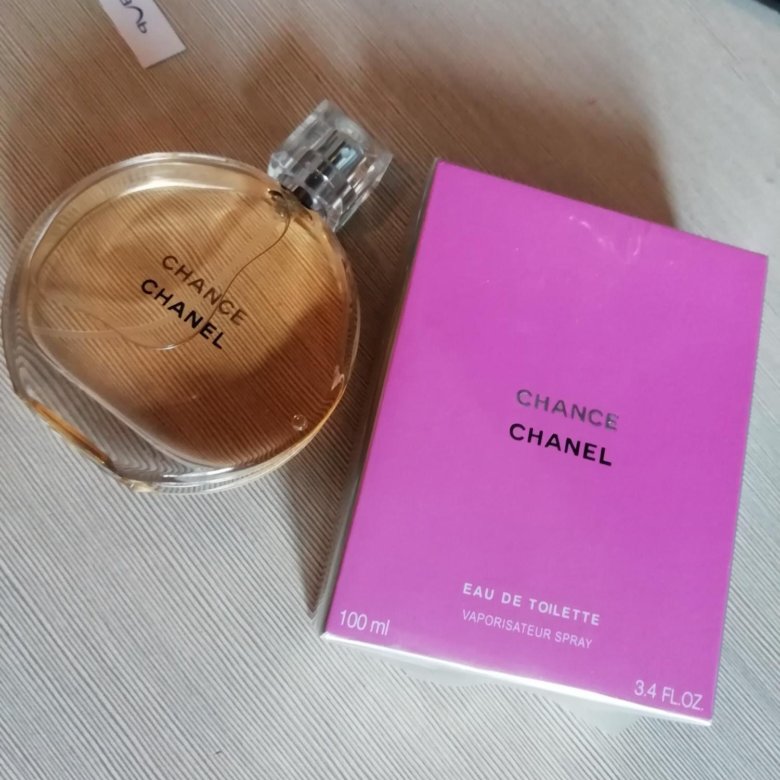 CHANCE
CHANEL
CHANCE
CHANEL
EAU DE TOILETTE
VAPORISATEUR SPRAY
100 ml
3.4 FL.OZ.